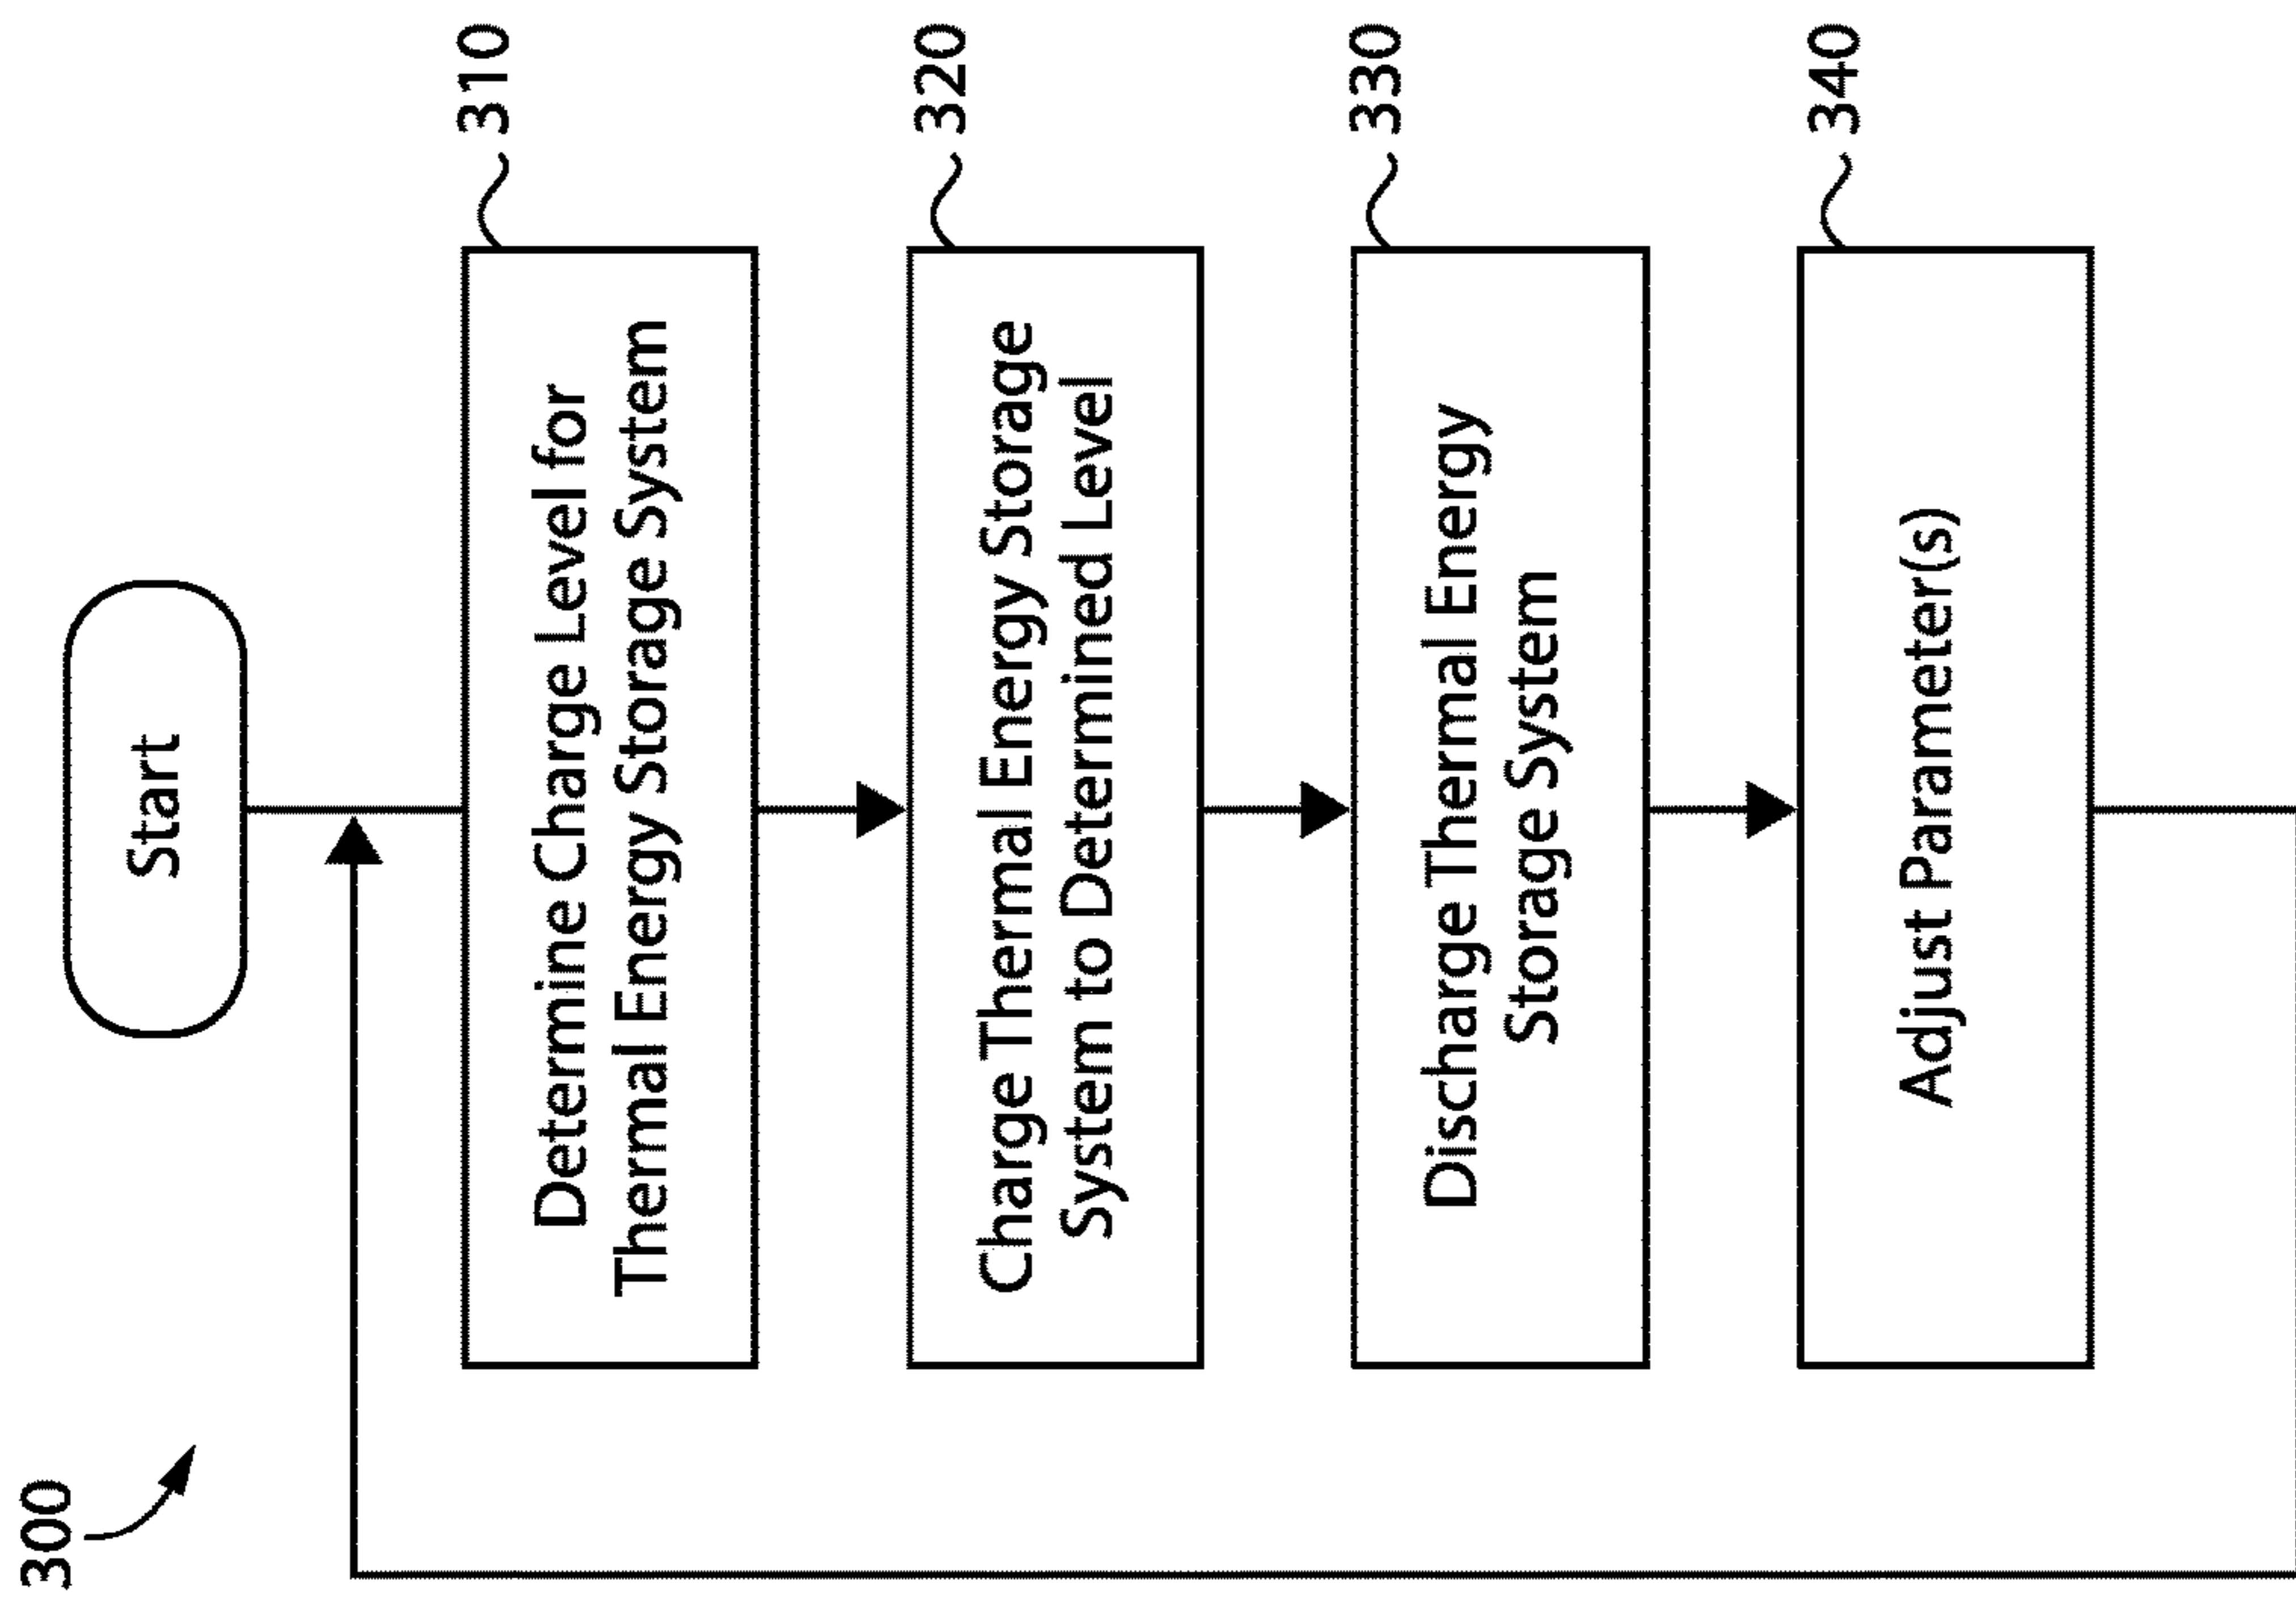 300
Start
310
Determine Charge Level for
Thermal Energy Storage System
320
Charge Thermal Energy Storage
System to Determined Level
330
Discharge Thermal Energy
Storage System
340
Adjust Parameter(s)